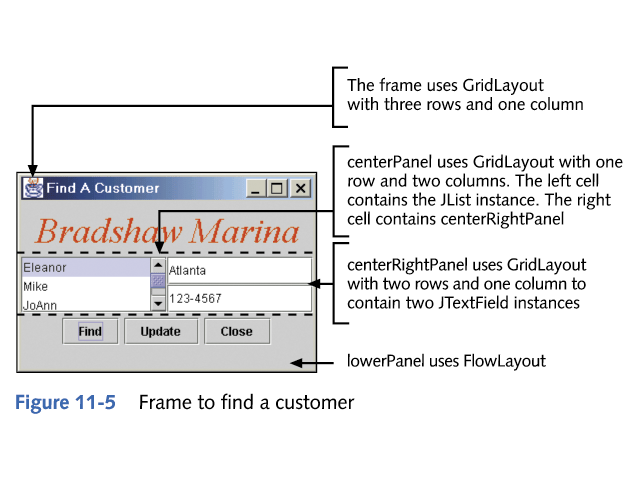 The frame uses GridLayout
with three rows and one column
centerPanel uses GridLayout with one
row and two columns. The left cell
contains the JList instance. The right
cell contains centerRightPanel
Find A Customer
Bradshaw Marina
Eleanor
Mike
JoAnn
Atlanta
123-4567
centerRightPanel uses GridLayout
with two rows and one column to
contain two JTextField instances
Find Update Close
lowerPanel uses FlowLayout
Figure 11-5 Frame to find a customer